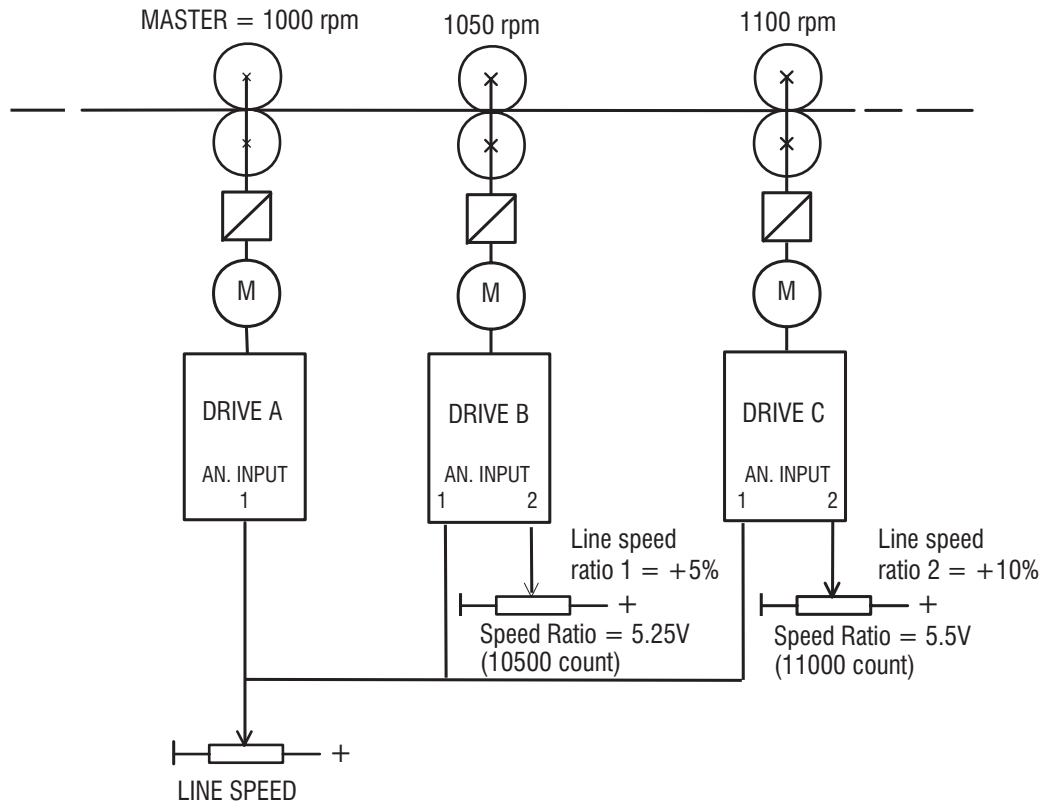 MASTER = 1000 rpm
1050 rpm
1100 rpm
M
M
M
DRIVE A
AN. INPUT
1
DRIVE B
AN. INPUT
1 2
DRIVE C
AN. INPUT
1 2
Line speed
ratio 1 = +5%
+
Speed Ratio = 5.25V
(10500 count)
Line speed
ratio 2 = +10%
+
Speed Ratio = 5.5V
(11000 count)
+
LINE SPEED